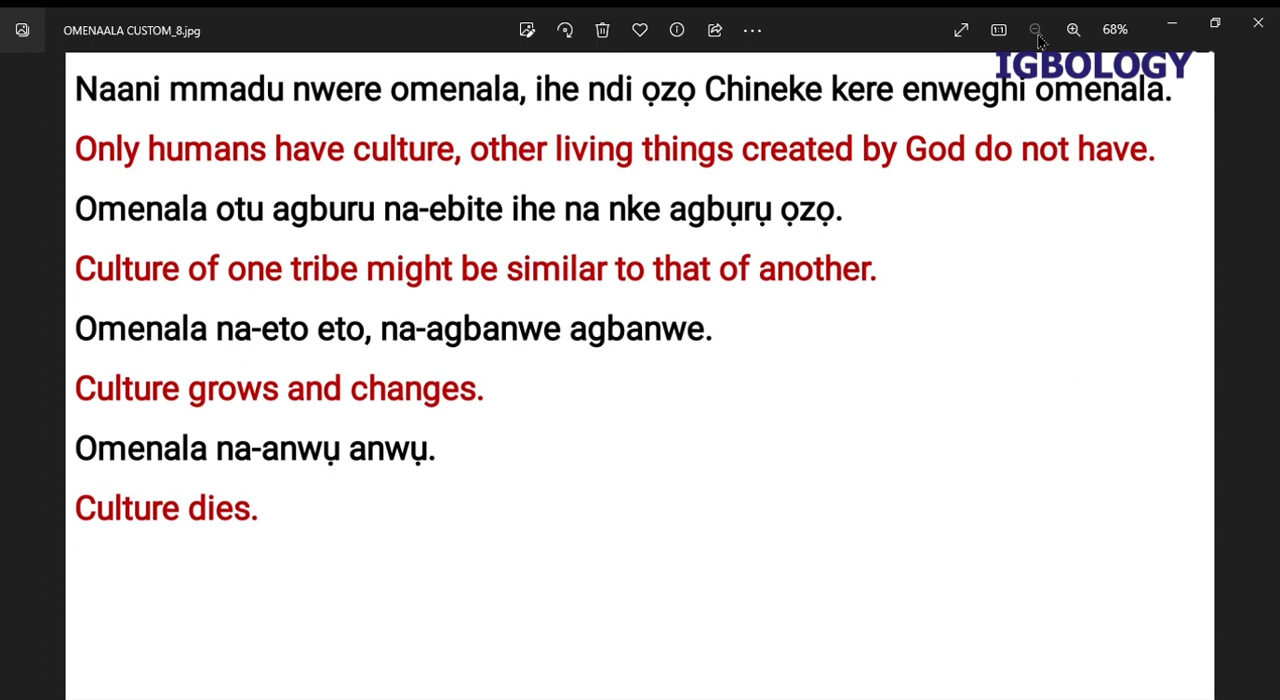 OMENAALA CUSTOM_8.jpg
68%
IGBOLOGY
Naani mmadu nwere omenala, ihe ndi ọzọ Chineke kere enweghi omenala.
Only humans have culture, other living things created by God do not have.
Omenala otu agburu na-ebite ihe na nke agbụrụ ọzọ.
Culture of one tribe might be similar to that of another.
Omenala na-eto eto, na-agbanwe agbanwe.
Culture grows and changes.
Omenala na-anwụ anwụ.
Culture dies.